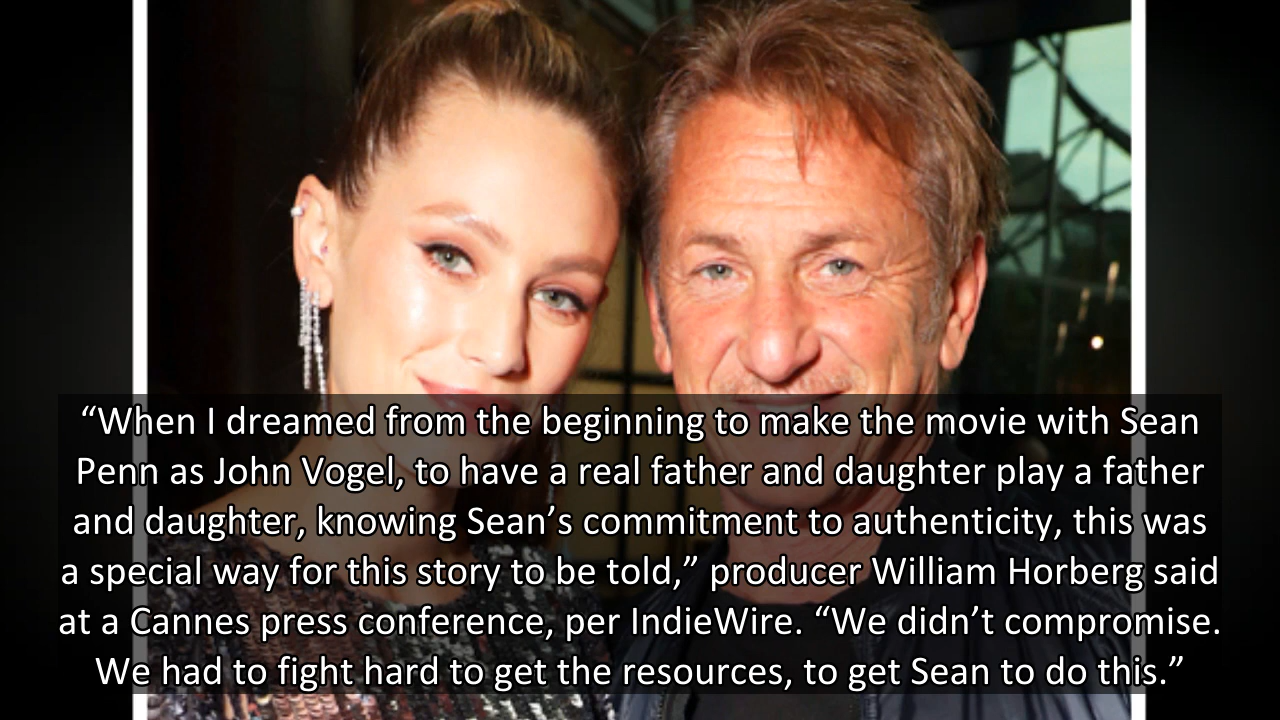 “When I dreamed from the beginning to make the movie with Sean
Penn as John Vogel, to have a real father and daughter play a father
and daughter, knowing Sean’s commitment to authenticity, this was
a special way for this story to be told,” producer William Horberg said
at a Cannes press conference, per IndieWire. “We didn’t compromise.
We had to fight hard to get the resources, to get Sean to do this.”